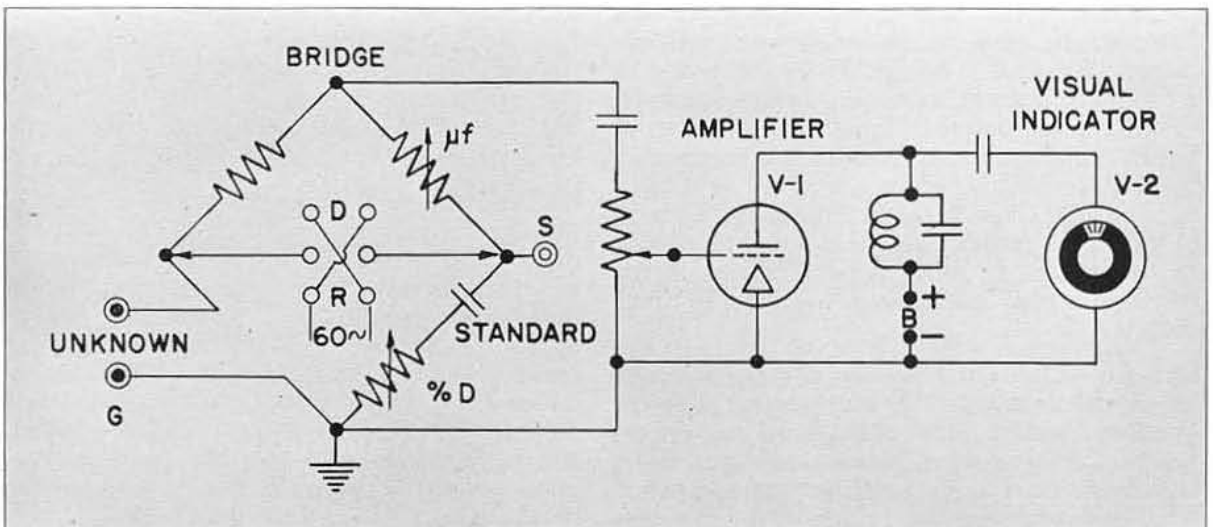 BRIDGE
µf
AMPLIFIER
VISUAL
INDICATOR
V-1
V-2
D
S
R
60~
STANDARD
+
B
−
UNKNOWN
% D
G